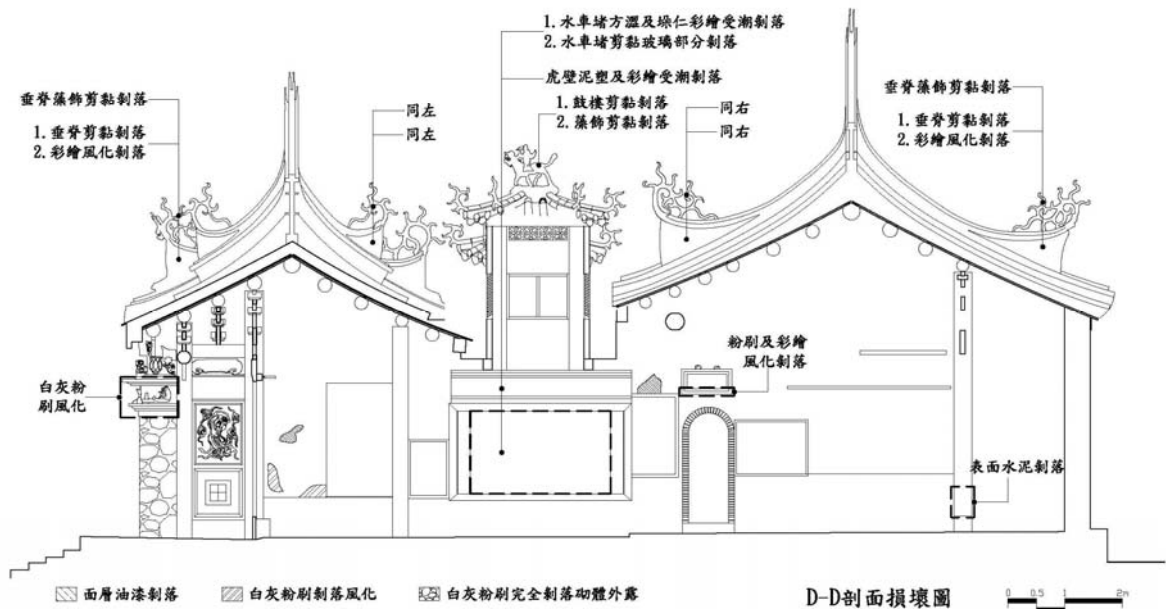 1. 水車堵方澀及垛仁彩繪受潮剝落
2. 水車堵剪黏玻璃部分剝落
虎壁泥塑及彩繪受潮剝落
垂脊藻飾剪黏剝落
1. 垂脊剪黏剝落
2. 彩繪風化剝落
同左
同左
1. 鼓樓剪黏剝落
2. 藻飾剪黏剝落
同右
同右
垂脊藻飾剪黏剝落
1. 垂脊剪黏剝落
2. 彩繪風化剝落
白灰粉
刷風化
粉刷及彩繪
風化剝落
表面水泥剝落
面層油漆剝落
白灰粉刷剝落風化
白灰粉刷完全剝落砌體外露
D-D剖面損壞圖
0 0.5 1 2m